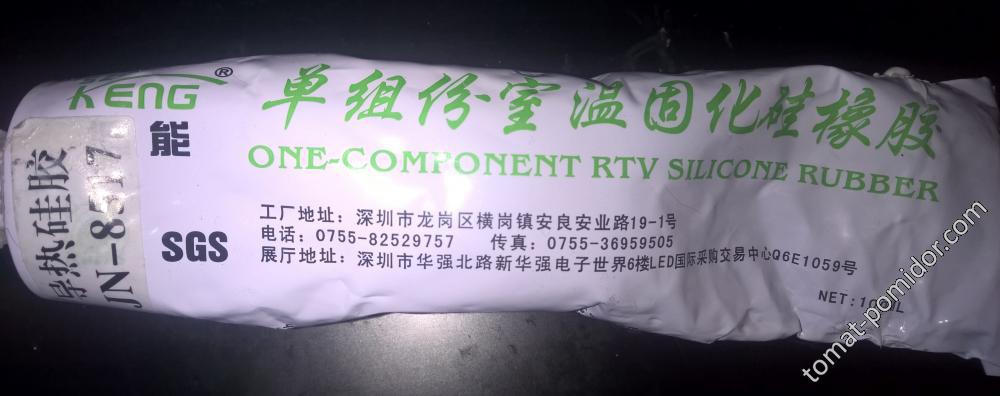 KENG®
能
SGS
导热硅胶
JN-8517
单组份室温固化硅橡胶
ONE-COMPONENT RTV SILICONE RUBBER
工厂地址：深圳市龙岗区横岗镇安良安业路19-1号
电话：0755-82529757 传真：0755-36959505
展厅地址：深圳市华强北路新华强电子世界6楼LED国际采购交易中心Q6E1059号
NET:
tomat-pomidor.com